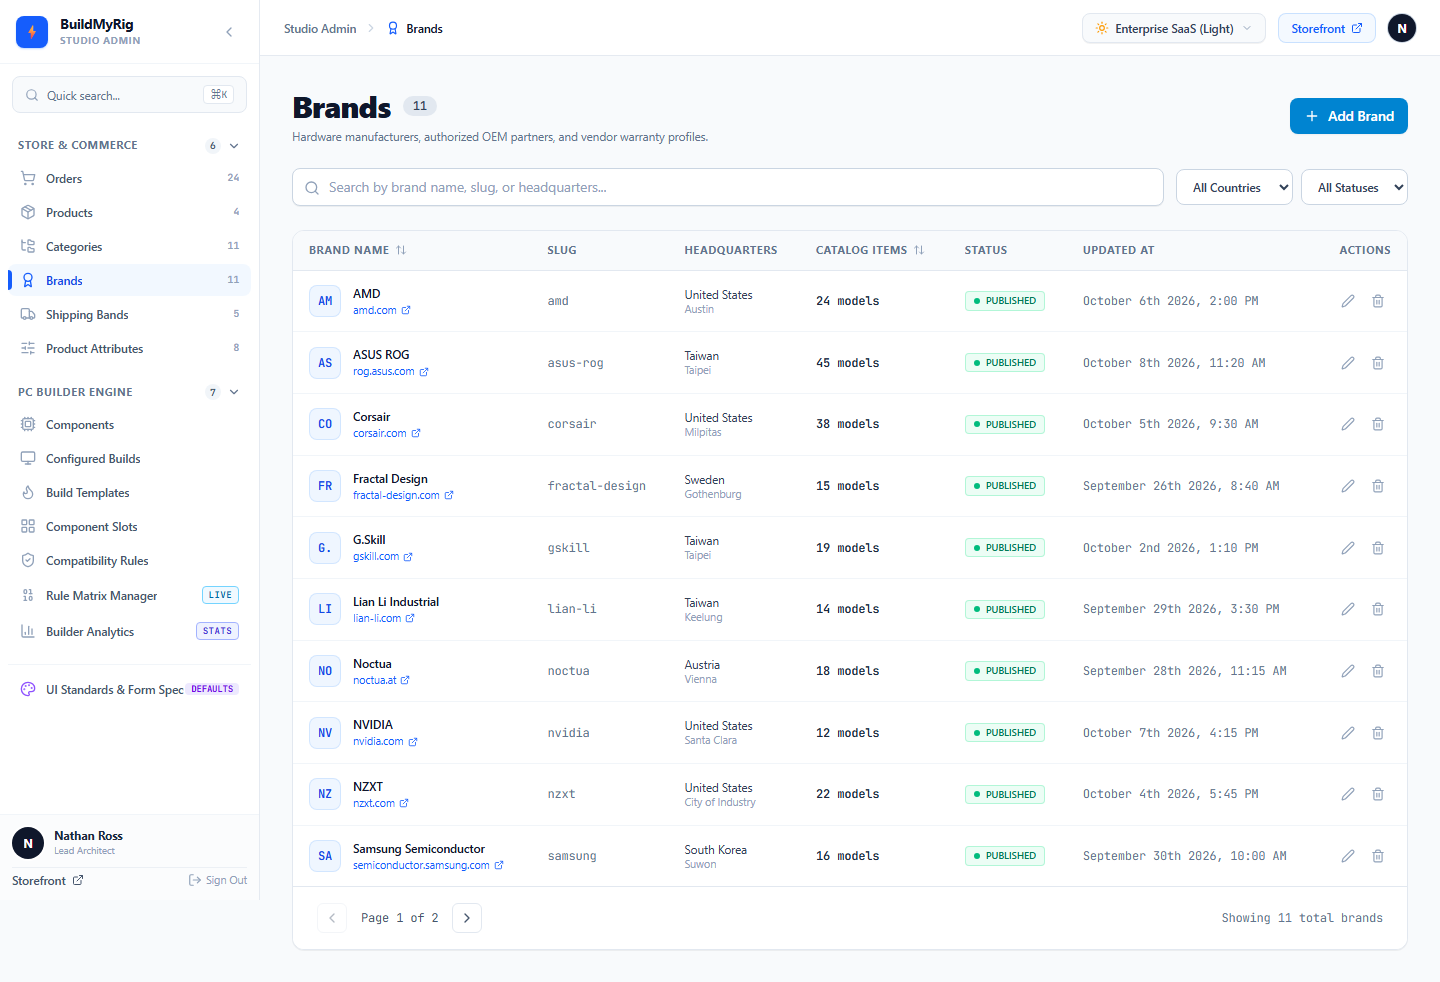 BuildMyRig
STUDIO ADMIN
Quick search...
⌘K
STORE & COMMERCE 6
Orders 24
Products 4
Categories 11
Brands 11
Shipping Bands 5
Product Attributes 8
PC BUILDER ENGINE 7
Components
Configured Builds
Build Templates
Component Slots
Compatibility Rules
Rule Matrix Manager LIVE
Builder Analytics STATS
UI Standards & Form Spec DEFAULTS
N
Nathan Ross
Lead Architect
Storefront
Sign Out
Studio Admin
Brands
Enterprise SaaS (Light)
Storefront
N
Brands 11
Hardware manufacturers, authorized OEM partners, and vendor warranty profiles.
Add Brand
Search by brand name, slug, or headquarters...
All Countries
All Statuses
BRAND NAME SLUG HEADQUARTERS CATALOG ITEMS STATUS UPDATED AT ACTIONS
AM AMD amd United States 24 models PUBLISHED October 6th 2026, 2:00 PM
amd.com Austin
AS ASUS ROG asus-rog Taiwan 45 models PUBLISHED October 8th 2026, 11:20 AM
rog.asus.com Taipei
CO Corsair corsair United States 38 models PUBLISHED October 5th 2026, 9:30 AM
corsair.com Milpitas
FR Fractal Design fractal-design Sweden 15 models PUBLISHED September 26th 2026, 8:40 AM
fractal-design.com Gothenburg
G. G.Skill gskill Taiwan 19 models PUBLISHED October 2nd 2026, 1:10 PM
gskill.com Taipei
LI Lian Li Industrial lian-li Taiwan 14 models PUBLISHED September 29th 2026, 3:30 PM
lian-li.com Keelung
NO Noctua noctua Austria 18 models PUBLISHED September 28th 2026, 11:15 AM
noctua.at Vienna
NV NVIDIA nvidia United States 12 models PUBLISHED October 7th 2026, 4:15 PM
nvidia.com Santa Clara
NZ NZXT nzxt United States 22 models PUBLISHED October 4th 2026, 5:45 PM
nzxt.com City of Industry
SA Samsung Semiconductor samsung South Korea 16 models PUBLISHED September 30th 2026, 10:00 AM
semiconductor.samsung.com Suwon
Page 1 of 2
Showing 11 total brands